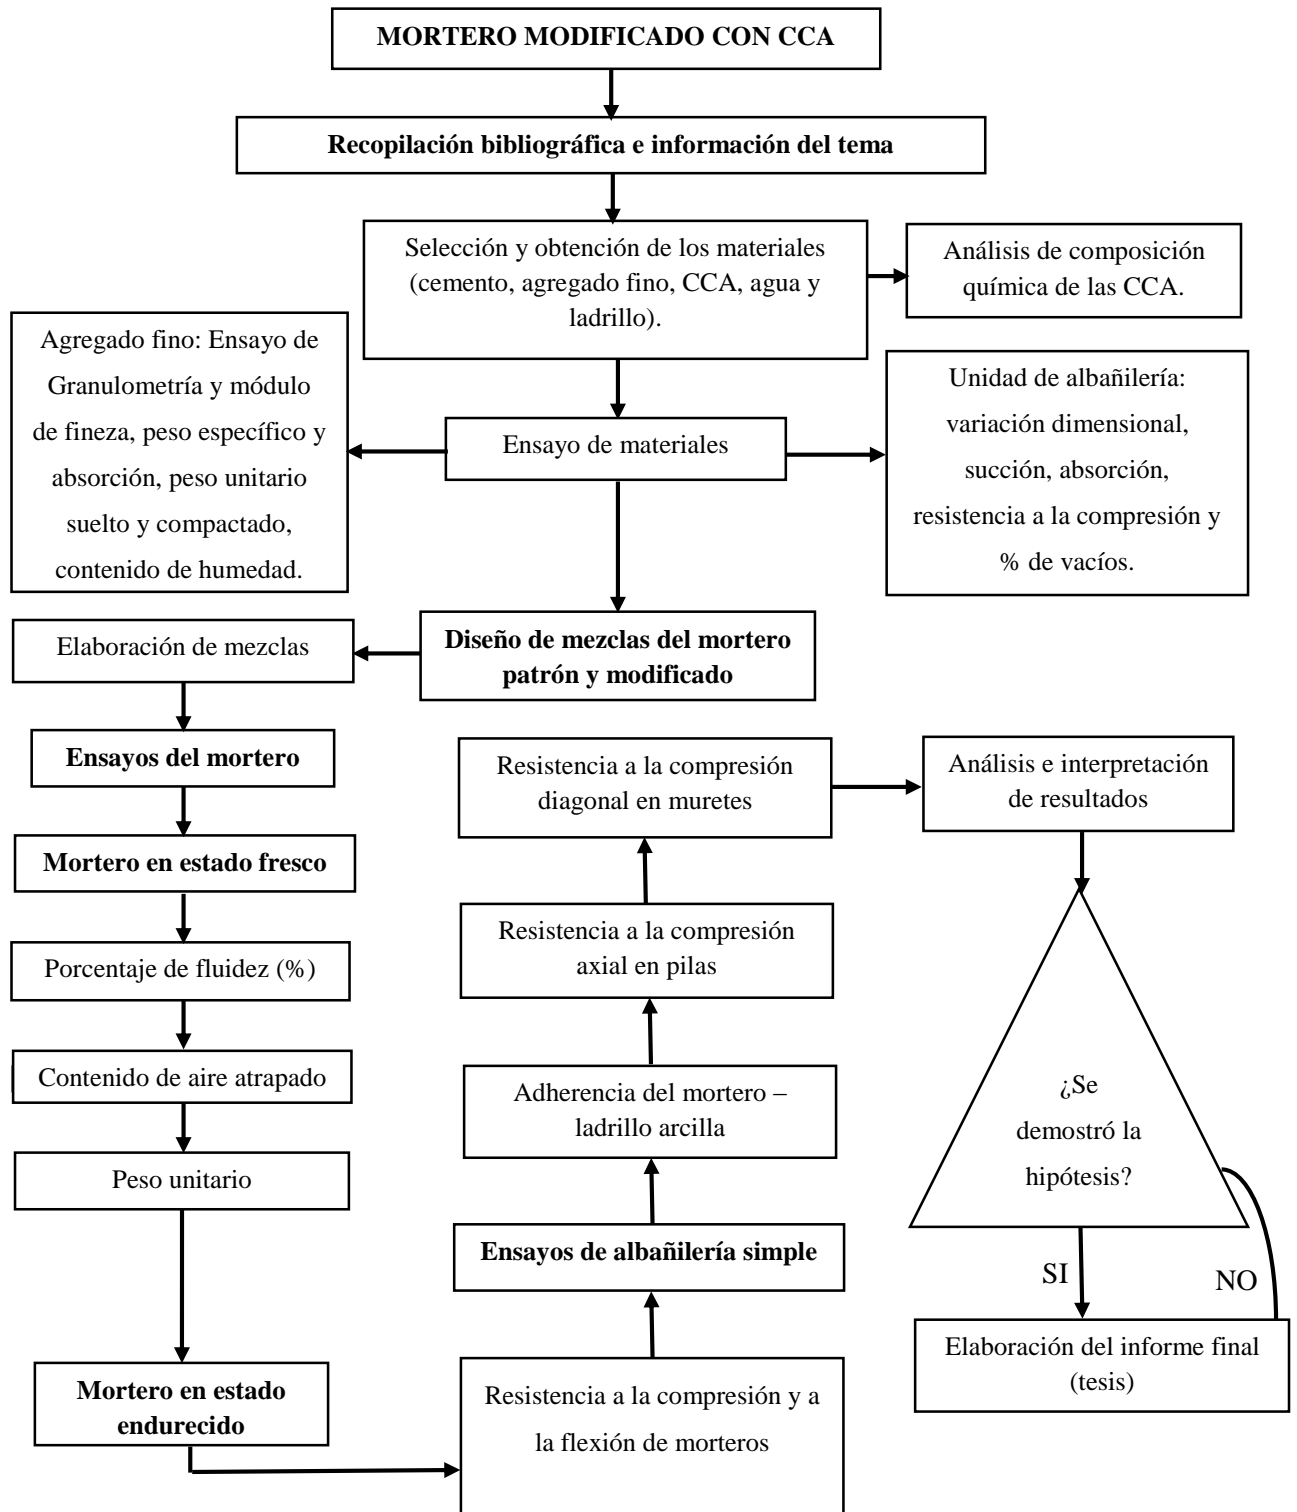 MORTERO MODIFICADO CON CCA
Recopilación bibliográfica e información del tema
Selección y obtención de los materiales
(cemento, agregado fino, CCA, agua y
ladrillo).
Análisis de composición
química de las CCA.
Agregado fino: Ensayo de
Granulometría y módulo
de fineza, peso específico y
absorción, peso unitario
suelto y compactado,
contenido de humedad.
Ensayo de materiales
Unidad de albañilería:
variación dimensional,
succión, absorción,
resistencia a la compresión y
% de vacíos.
Diseño de mezclas del mortero
patrón y modificado
Elaboración de mezclas
Ensayos del mortero
Mortero en estado fresco
Porcentaje de fluidez (%)
Contenido de aire atrapado
Peso unitario
Mortero en estado
endurecido
Resistencia a la compresión y a
la flexión de morteros
Ensayos de albañilería simple
Adherencia del mortero –
ladrillo arcilla
Resistencia a la compresión
axial en pilas
Resistencia a la compresión
diagonal en muretes
Análisis e interpretación
de resultados
¿Se
demostró la
hipótesis?
SI
NO
Elaboración del informe final
(tesis)